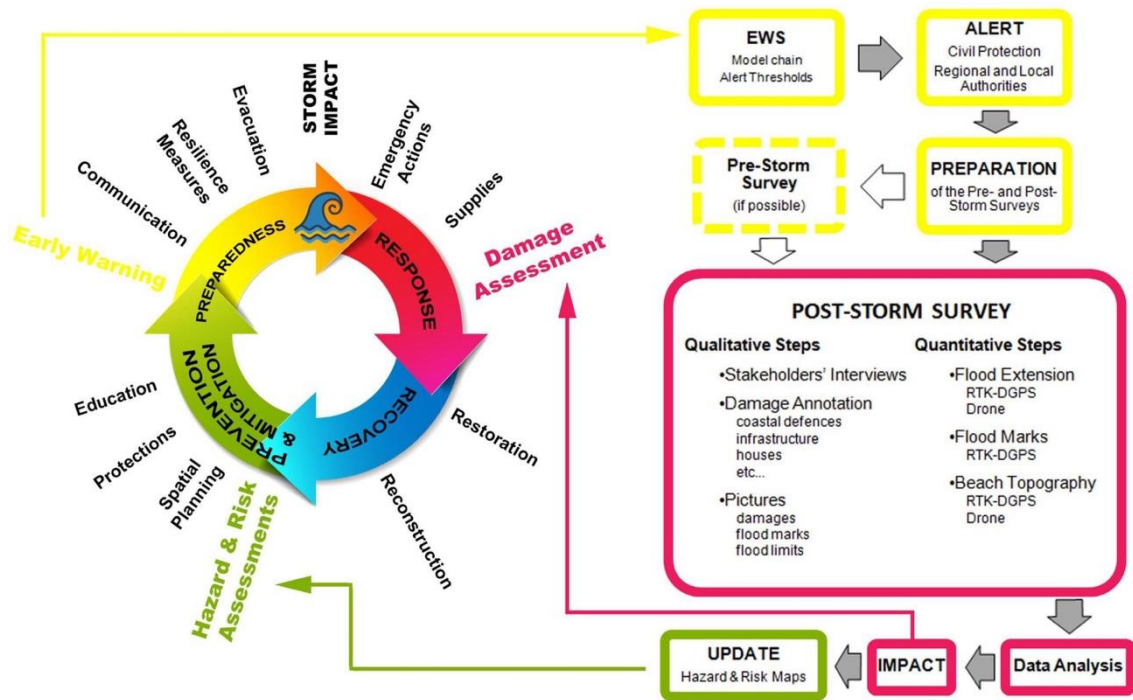 EWS
Model chain
Alert Thresholds
ALERT
Civil Protection
Regional and Local
Authorities
Pre-Storm
Survey
(if possible)
PREPARATION
of the Pre- and Post-
Storm Surveys
POST-STORM SURVEY
Qualitative Steps
•Stakeholders' Interviews
•Damage Annotation
coastal defences
infrastructure
houses
etc...
•Pictures
damages
flood marks
flood limits
Quantitative Steps
•Flood Extension
RTK-DGPS
Drone
•Flood Marks
RTK-DGPS
•Beach Topography
RTK-DGPS
Drone
Data Analysis
IMPACT
UPDATE
Hazard & Risk Maps
Early Warning
Communication
Resilience
Measures
Evacuation
STORM
IMPACT
Emergency
Actions
Supplies
Damage
Assessment
Restoration
Reconstruction
Hazard & Risk
Assessments
Spatial
Planning
Protections
Education
PREPAREDNESS
RESPONSE
RECOVERY
PREVENTION
& MITIGATION